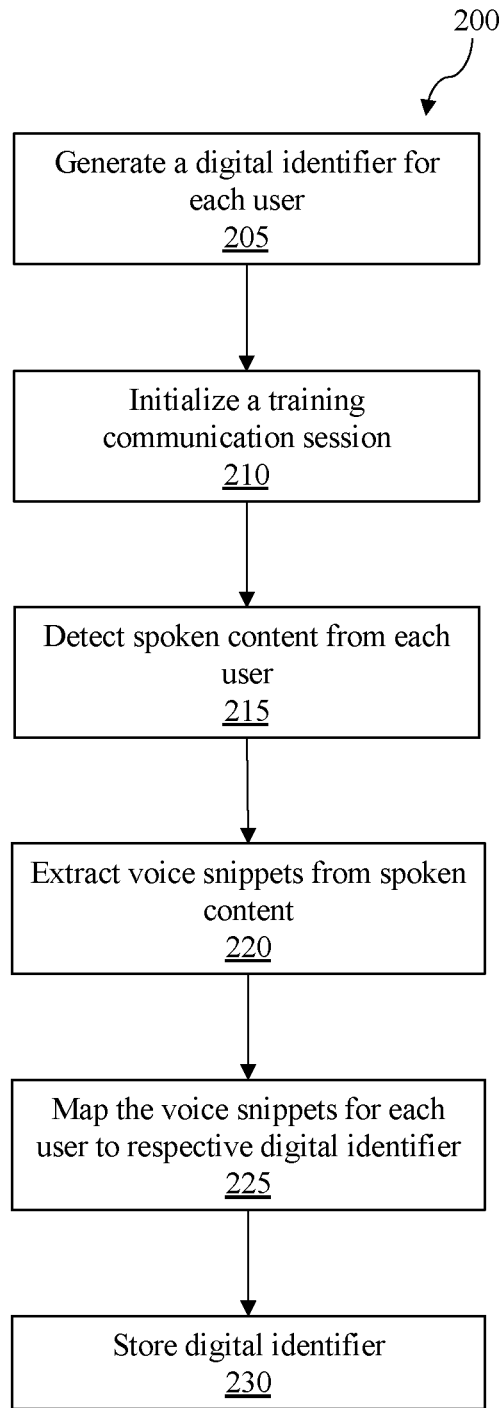 200
Generate a digital identifier for
each user
205
Initialize a training
communication session
210
Detect spoken content from each
user
215
Extract voice snippets from spoken
content
220
Map the voice snippets for each
user to respective digital identifier
225
Store digital identifier
230